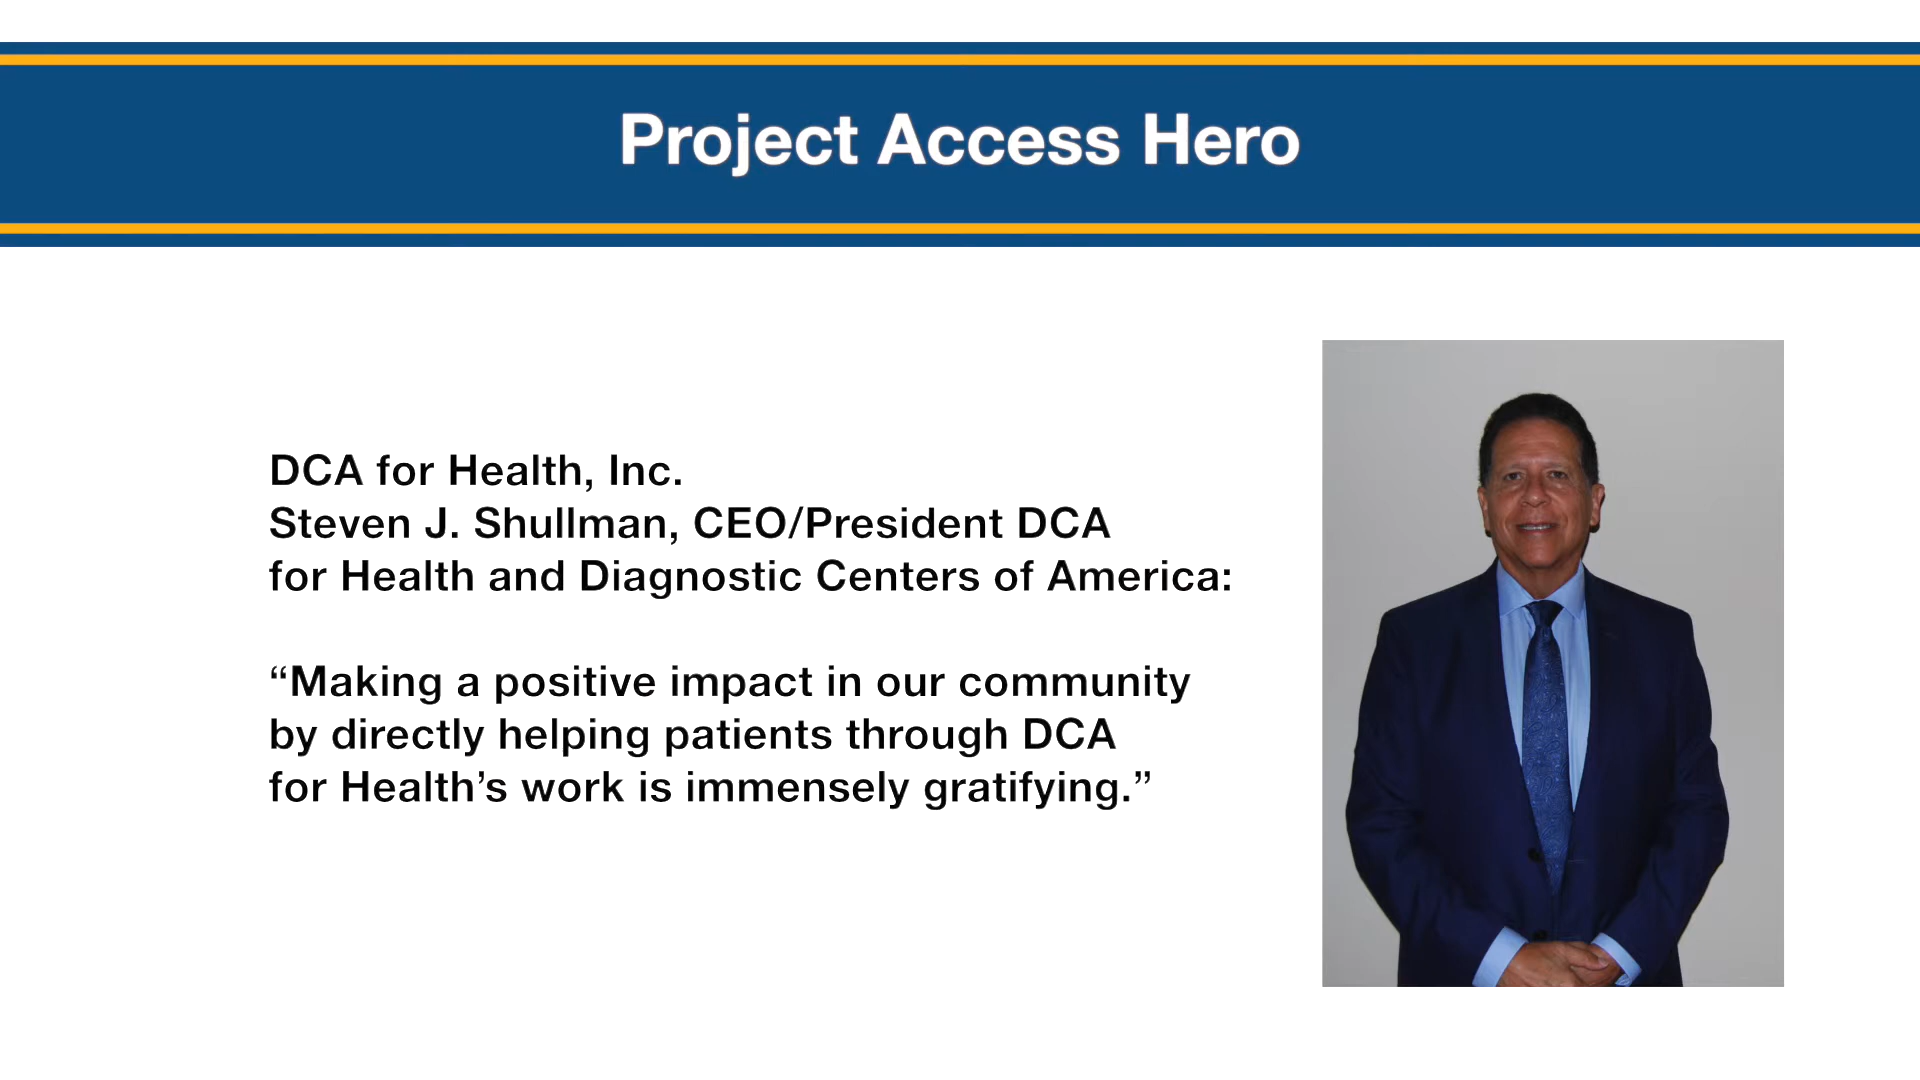 Project Access Hero
DCA for Health, Inc.
Steven J. Shullman, CEO/President DCA
for Health and Diagnostic Centers of America:
“Making a positive impact in our community
by directly helping patients through DCA
for Health’s work is immensely gratifying.”